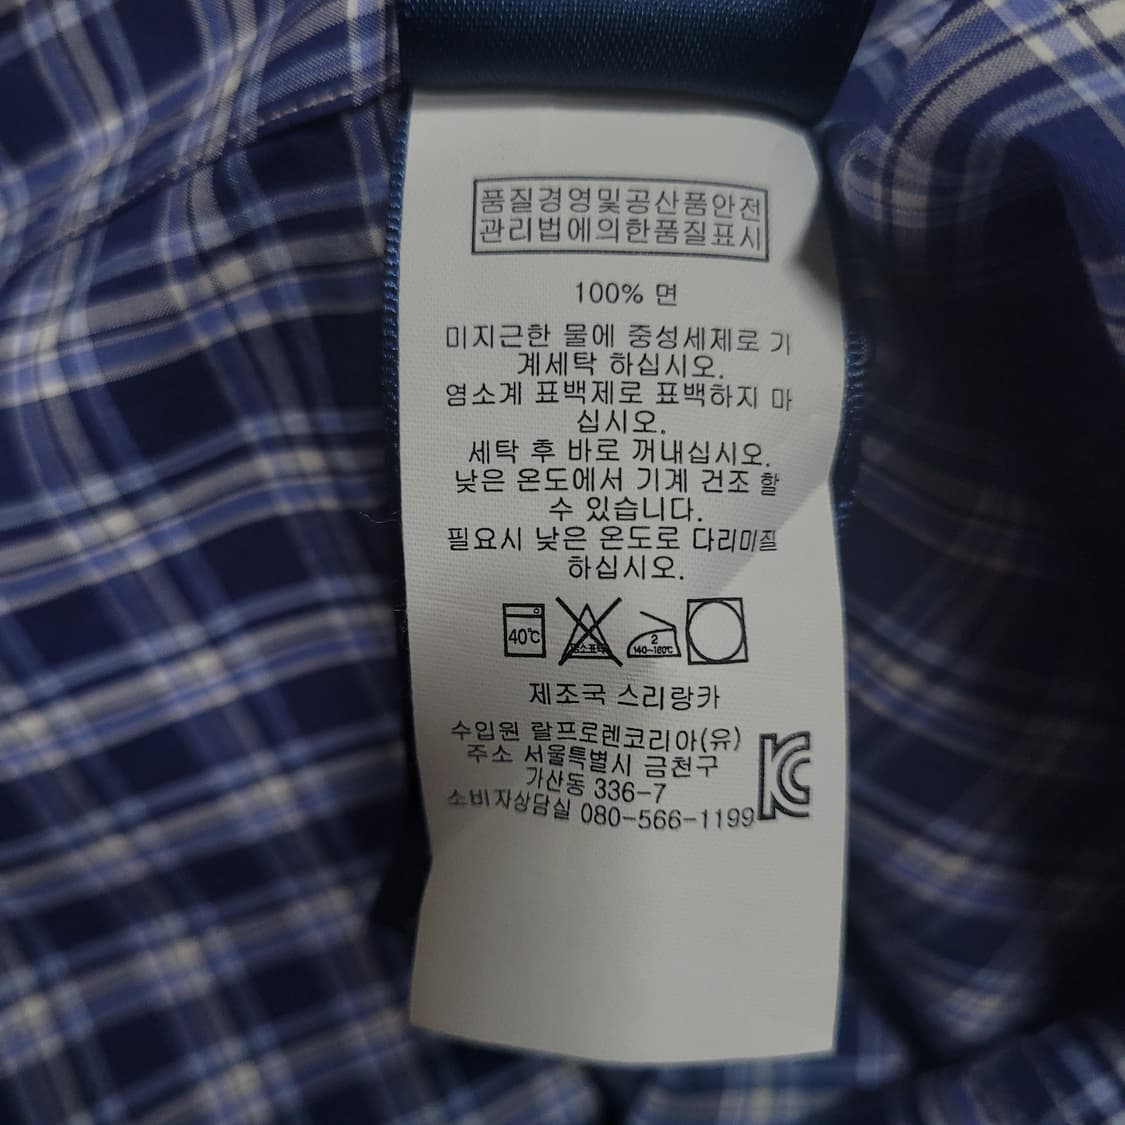 품질경영및공산품안전
관리법에의한품질표시
100% 면
미지근한 물에 중성세제로 기
계세탁 하십시오.
염소계 표백제로 표백하지 마
십시오.
세탁 후 바로 꺼내십시오.
낮은 온도에서 기계 건조 할
수 있습니다.
필요시 낮은 온도로 다리미질
하십시오.
40℃
염소표백
2
140~160℃
제조국 스리랑카
수입원 랄프로렌코리아(유)
주소 서울특별시 금천구
가산동 336-7
소비자상담실 080-566-1199